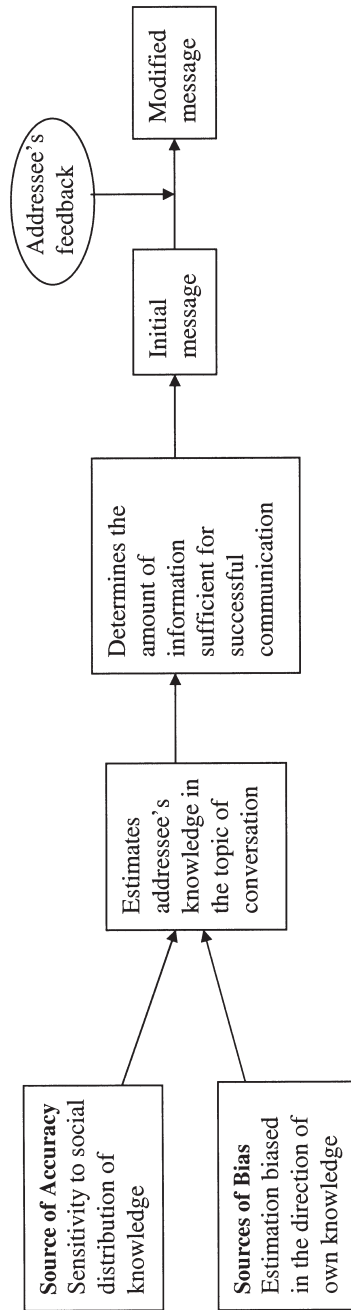 Source of Accuracy
Sensitivity to social
distribution of
knowledge
Sources of Bias
Estimation biased
in the direction of
own knowledge
Estimates
addressee's
knowledge in
the topic of
conversation
Determines the
amount of
information
sufficient for
successful
communication
Initial
message
Addressee's
feedback
Modified
message